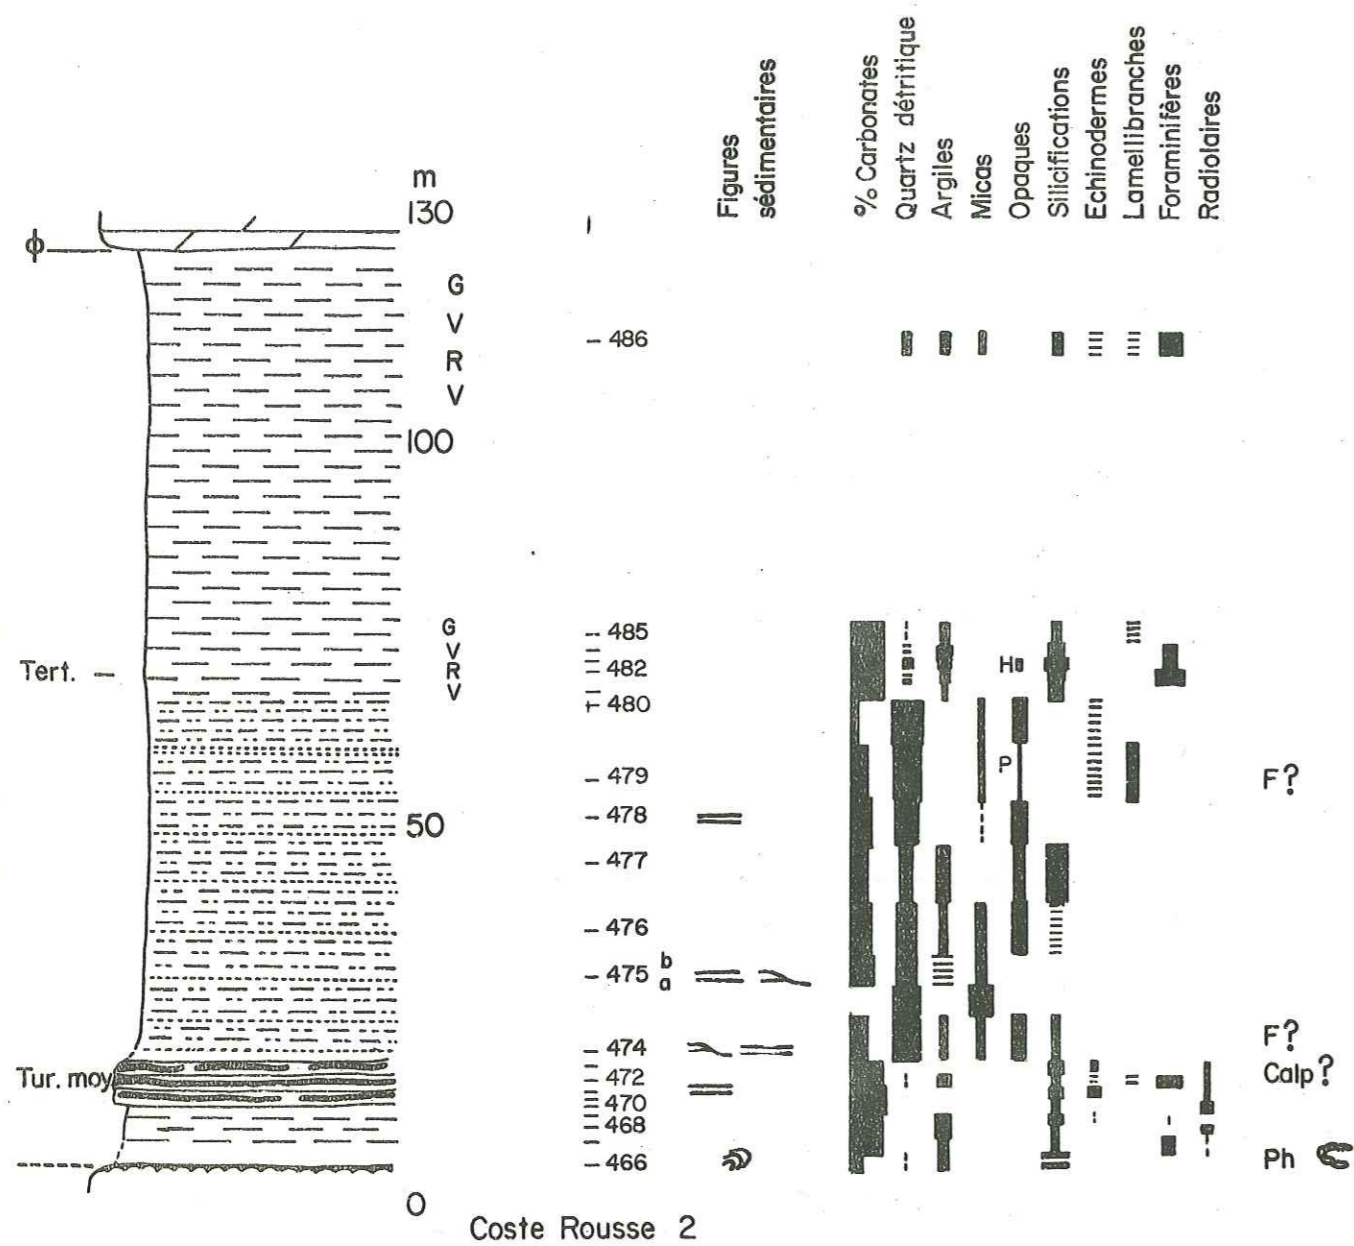 Figures
sédimentaires
% Carbonates
Quartz détritique
Argiles
Micas
Opaques
Silicifications
Echinodermes
Lamellibranches
Foraminifères
Radiolaires
m
130
ϕ
G
V
R
V
486
100
G
V
R
V
Tert.
485
482
480
H
P
479
F?
478
50
477
476
475
b
a
474
F?
Tur. moy
472
Calp?
470
468
466
Ph
0
Coste Rousse 2